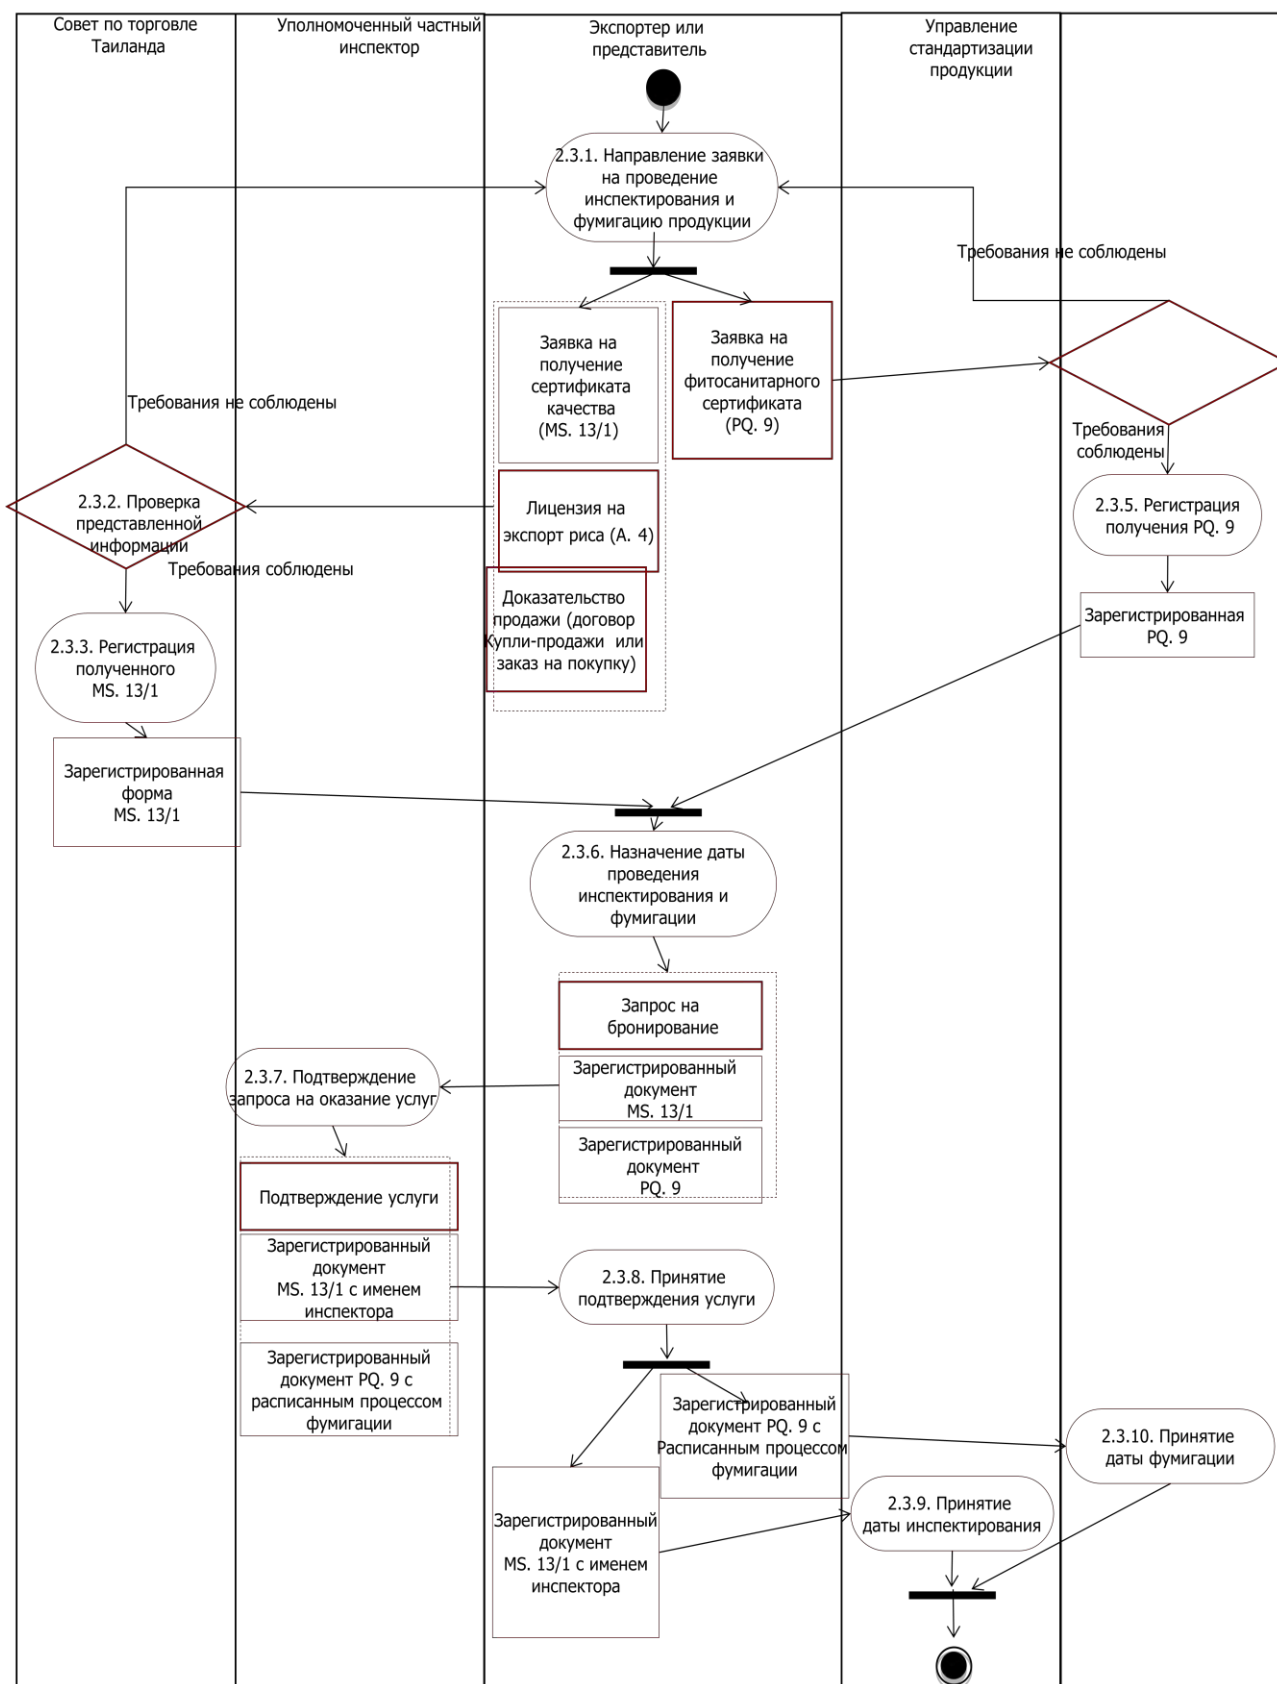 Совет по торговле
Таиланда
Уполномоченный частный
инспектор
Экспортер или
представитель
Управление
стандартизации
продукции
2.3.1. Направление заявки
на проведение
инспектирования и
фумигацию продукции
Требования не соблюдены
Заявка на
получение
сертификата
качества
(MS. 13/1)
Заявка на
получение
фитосанитарного
сертификата
(PQ. 9)
Требования не соблюдены
Требования
соблюдены
2.3.2. Проверка
представленной
информации
Лицензия на
экспорт риса (А. 4)
2.3.5. Регистрация
получения PQ. 9
Требования соблюдены
Доказательство
продажи (договор
Купли-продажи или
заказ на покупку)
Зарегистрированная
PQ. 9
2.3.3. Регистрация
полученного
MS. 13/1
Зарегистрированная
форма
MS. 13/1
2.3.6. Назначение даты
проведения
инспектирования и
фумигации
Запрос на
бронирование
2.3.7. Подтверждение
запроса на оказание услуг
Зарегистрированный
документ
MS. 13/1
Зарегистрированный
документ
PQ. 9
Подтверждение услуги
Зарегистрированный
документ
MS. 13/1 с именем
инспектора
2.3.8. Принятие
подтверждения услуги
Зарегистрированный
документ PQ. 9 с
расписанным процессом
фумигации
Зарегистрированный
документ PQ. 9 с
Расписанным процессом
фумигации
2.3.10. Принятие
даты фумигации
2.3.9. Принятие
даты инспектирования
Зарегистрированный
документ
MS. 13/1 с именем
инспектора